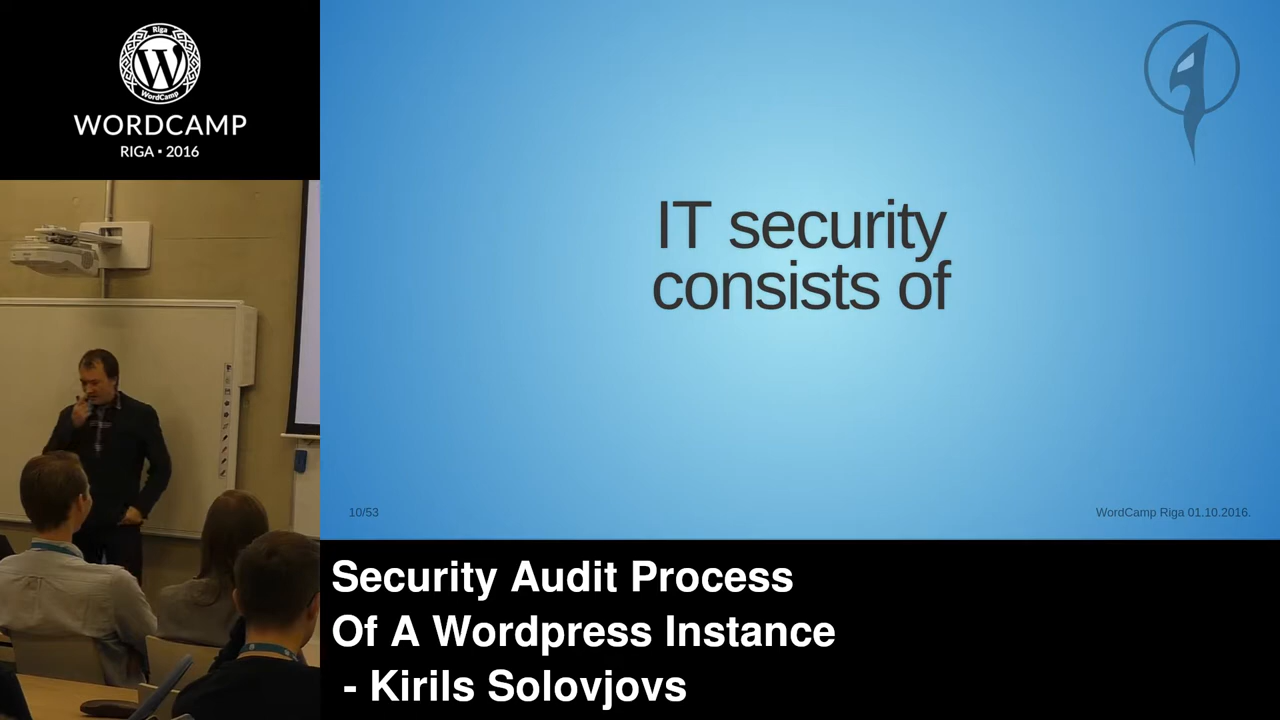 Riga
W
WordCamp
WORDCAMP
RIGA • 2016
IT security
consists of
10/53
WordCamp Riga 01.10.2016.
Security Audit Process
Of A Wordpress Instance
- Kirils Solovjovs